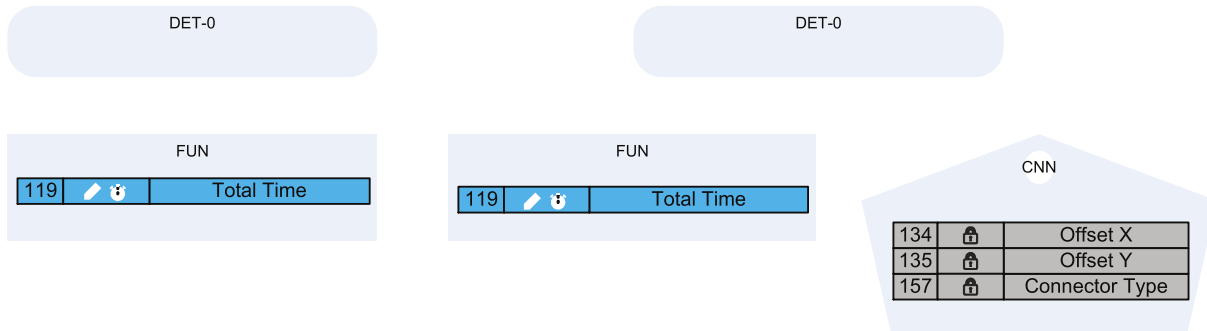 DET-0
DET-0
FUN
119 Total Time
FUN
119 Total Time
CNN
134 Offset X
135 Offset Y
157 Connector Type